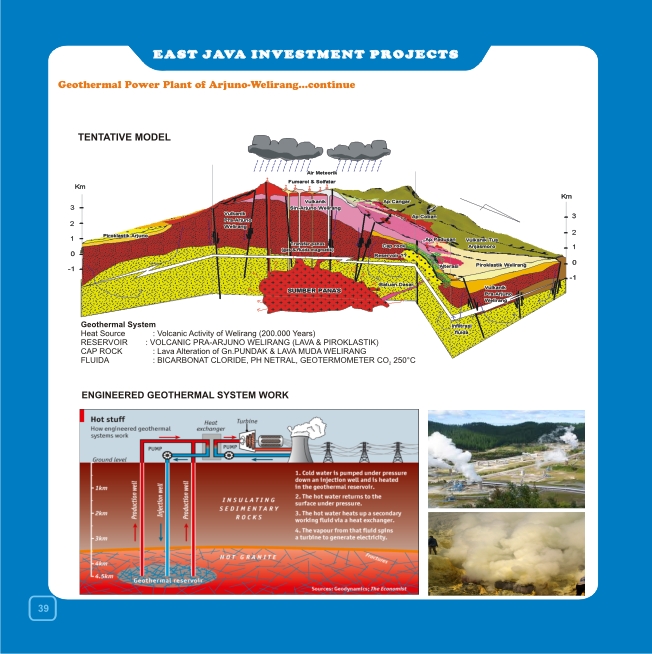 EAST JAVA INVESTMENT PROJECTS
Geothermal Power Plant of Arjuno-Welirang...continue
TENTATIVE MODEL
Air Meteorik
Fumarol & Solfatar
Km
3
2
1
0
-1
Km
3
2
1
0
-1
Piroklastik Arjuno
Vulkanik
Pra-Arjuno
Welirang
Vulkanik
Gn.Arjuno-Welirang
Transfer panas
Ap Cangar
Ap Coban
Ap Padusan
Cap rock
Reservoir
Alterasi
Vulkanik Tua
Anjasmoro
Piroklastik Welirang
Batuan Dasar
Vulkanik
Pra-Arjuno
Welirang
SUMBER PANAS
Interaksi
fluida
Geothermal System
Heat Source : Volcanic Activity of Welirang (200.000 Years)
RESERVOIR : VOLCANIC PRA-ARJUNO WELIRANG (LAVA & PIROKLASTIK)
CAP ROCK : Lava Alteration of Gn.PUNDAK & LAVA MUDA WELIRANG
FLUIDA : BICARBONAT CLORIDE, PH NETRAL, GEOTERMOMETER CO2 250°C
ENGINEERED GEOTHERMAL SYSTEM WORK
Hot stuff
How engineered geothermal
systems work
Heat
exchanger
Turbine
PUMP
PUMP
Ground level
1km
2km
3km
4km
4.5km
Production well
Injection well
Production well
INSULATING
SEDIMENTARY
ROCKS
1. Cold water is pumped under pressure
down an injection well and is heated
in the geothermal reservoir.
2. The hot water returns to the
surface under pressure.
3. The hot water heats up a secondary
working fluid via a heat exchanger.
4. The vapour from that fluid spins
a turbine to generate electricity.
HOT GRANITE
Fractures
Geothermal reservoir
Sources: Geodynamics; The Economist
39